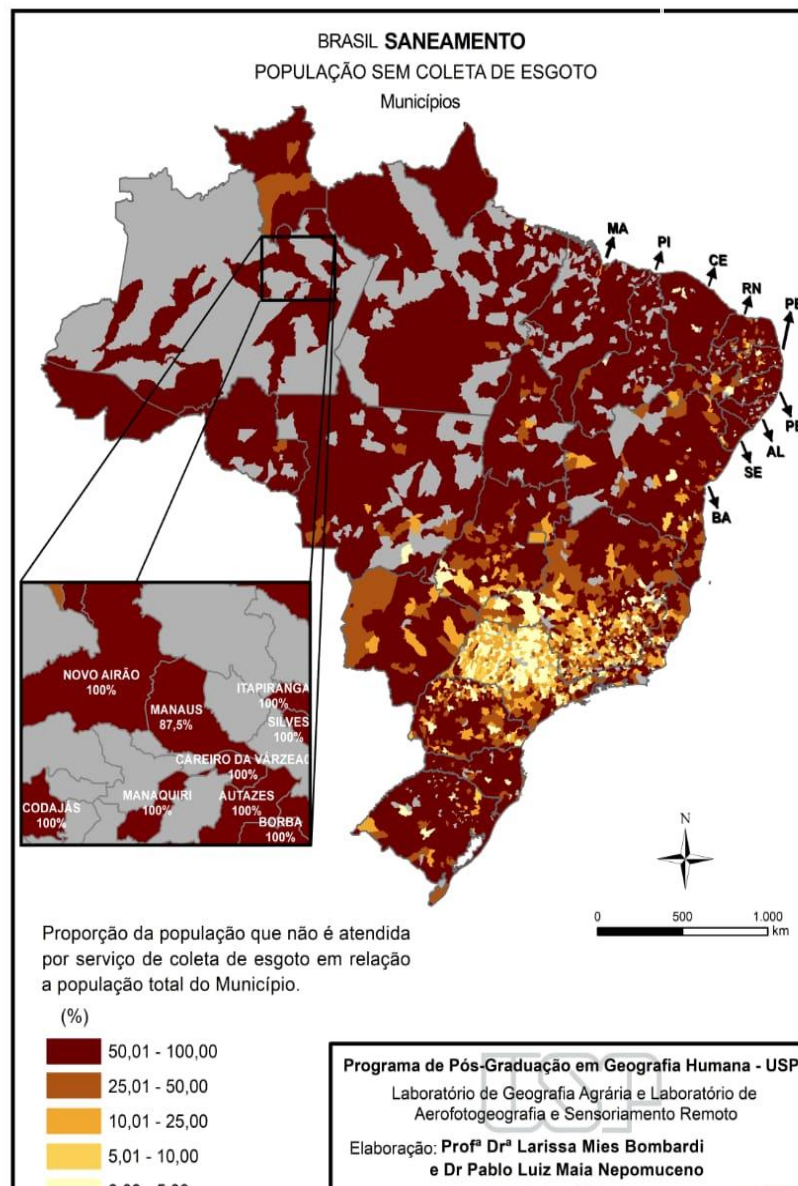 BRASIL SANEAMENTO
POPULAÇÃO SEM COLETA DE ESGOTO
Municípios
MA
PI
CE
RN
PB
PE
AL
SE
BA
NOVO AIRÃO
100%
MANAUS
87,5%
ITAPIRANGA
100%
SILVES
100%
CAREIRO DA VÁRZEA
100%
MANAQUIRI
100%
AUTAZES
100%
CODAJÁS
100%
BORBA
100%
N
0 500 1.000
km
Proporção da população que não é atendida
por serviço de coleta de esgoto em relação
a população total do Município.
(%)
50,01 - 100,00
25,01 - 50,00
10,01 - 25,00
5,01 - 10,00
USP
Programa de Pós-Graduação em Geografia Humana - USP
Laboratório de Geografia Agrária e Laboratório de
Aerofotogeografia e Sensoriamento Remoto
Elaboração: Profª Drª Larissa Mies Bombardi
e Dr Pablo Luiz Maia Nepomuceno